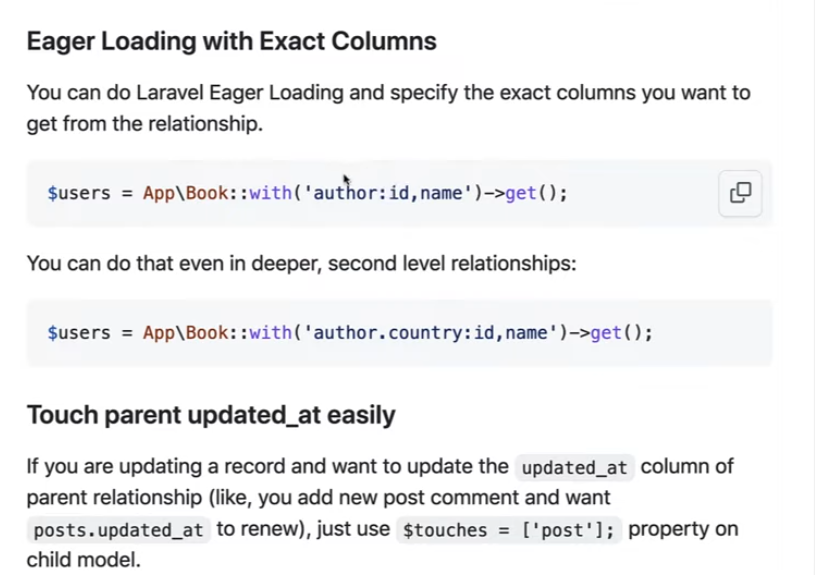 Eager Loading with Exact Columns
You can do Laravel Eager Loading and specify the exact columns you want to
get from the relationship.
$users = App\Book::with('author:id,name')->get();
You can do that even in deeper, second level relationships:
$users = App\Book::with('author.country:id,name')->get();
Touch parent updated_at easily
If you are updating a record and want to update the updated_at column of
parent relationship (like, you add new post comment and want
posts.updated_at to renew), just use $touches = ['post']; property on
child model.